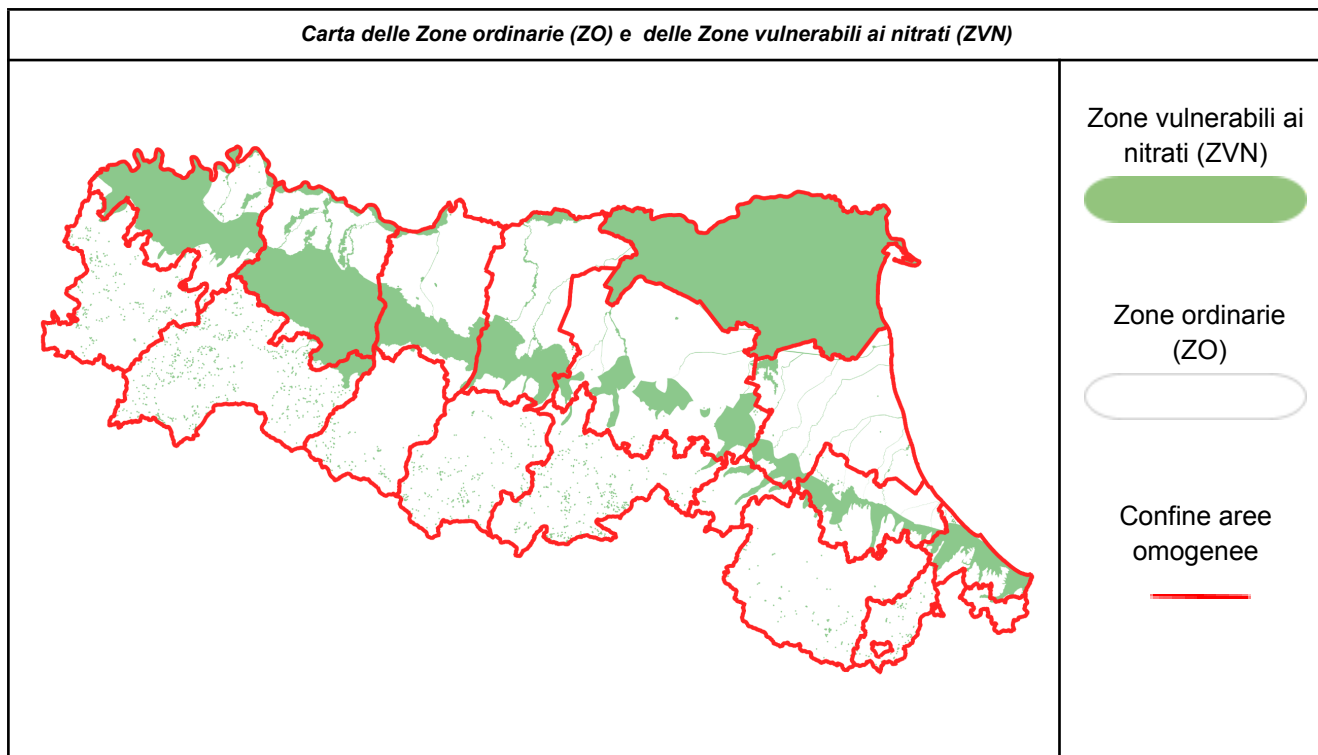 Carta delle Zone ordinarie (ZO) e delle Zone vulnerabili ai nitrati (ZVN)
Zone vulnerabili ai
nitrati (ZVN)
Zone ordinarie
(ZO)
Confine aree
omogenee